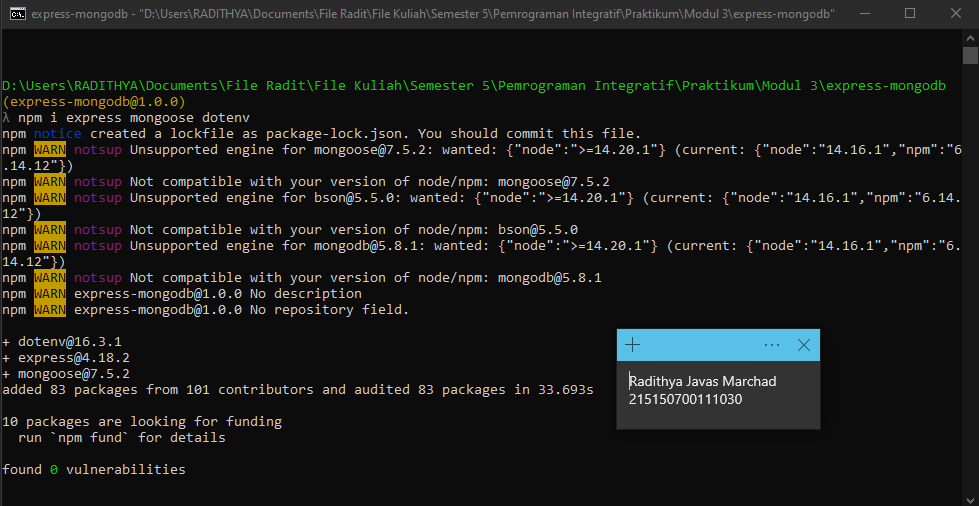 express-mongodb - "D:\Users\RADITHYA\Documents\File Radit\File Kuliah\Semester 5\Pemrograman Integratif\Praktikum\Modul 3\express-mongodb"
D:\Users\RADITHYA\Documents\File Radit\File Kuliah\Semester 5\Pemrograman Integratif\Praktikum\Modul 3\express-mongodb
(express-mongodb@1.0.0)
λ npm i express mongoose dotenv
npm notice created a lockfile as package-lock.json. You should commit this file.
npm WARN notsup Unsupported engine for mongoose@7.5.2: wanted: {"node":">=14.20.1"} (current: {"node":"14.16.1","npm":"6
.14.12"})
npm WARN notsup Not compatible with your version of node/npm: mongoose@7.5.2
npm WARN notsup Unsupported engine for bson@5.5.0: wanted: {"node":">=14.20.1"} (current: {"node":"14.16.1","npm":"6.14.
12"})
npm WARN notsup Not compatible with your version of node/npm: bson@5.5.0
npm WARN notsup Unsupported engine for mongodb@5.8.1: wanted: {"node":">=14.20.1"} (current: {"node":"14.16.1","npm":"6.
14.12"})
npm WARN notsup Not compatible with your version of node/npm: mongodb@5.8.1
npm WARN express-mongodb@1.0.0 No description
npm WARN express-mongodb@1.0.0 No repository field.
+ dotenv@16.3.1
+ express@4.18.2
+ mongoose@7.5.2
added 83 packages from 101 contributors and audited 83 packages in 33.693s
10 packages are looking for funding
run `npm fund` for details
found 0 vulnerabilities
Radithya Javas Marchad
215150700111030